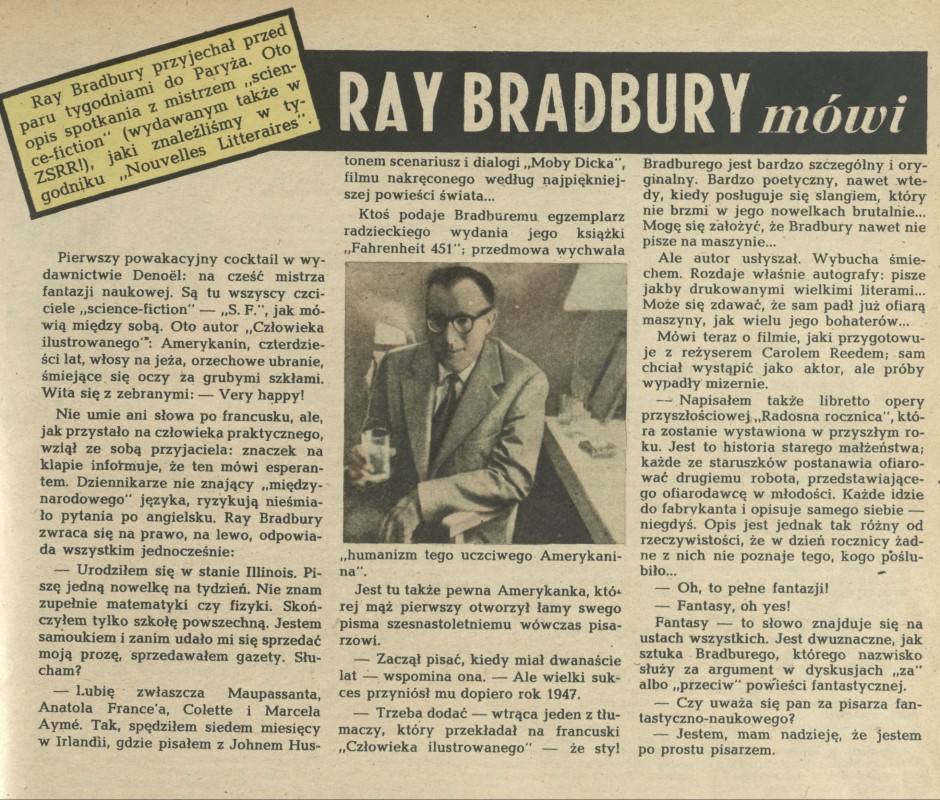 Ray Bradbury przyjechał przed
paru tygodniami do Paryża. Oto
opis spotkania z mistrzem „scien-
ce-fiction" (wydawanym także w
ZSRR!), jaki znaleźliśmy w ty-
godniku „Nouvelles Litteraires".
RAY BRADBURY mówi
Pierwszy powakacyjny cocktail w wy-
dawnictwie Denoël: na cześć mistrza
fantazji naukowej. Są tu wszyscy czci-
ciele „science-fiction" — „S. F.", jak mó-
wią między sobą. Oto autor „Człowieka
ilustrowanego": Amerykanin, czterdzie-
ści lat, włosy na jeża, orzechowe ubranie,
śmiejące się oczy za grubymi szkłami.
Wita się z zebranymi: — Very happy!
Nie umie ani słowa po francusku, ale,
jak przystało na człowieka praktycznego,
wziął ze sobą przyjaciela: znaczek na
klapie informuje, że ten mówi esperan-
tem. Dziennikarze nie znający „między-
narodowego" języka, ryzykują nieśmia-
ło pytania po angielsku. Ray Bradbury
zwraca się na prawo, na lewo, odpowia-
da wszystkim jednocześnie:
— Urodziłem się w stanie Illinois. Pi-
szę jedną nowelkę na tydzień. Nie znam
zupełnie matematyki czy fizyki. Skoń-
czyłem tylko szkołę powszechną. Jestem
samoukiem i zanim udało mi się sprzedać
moją prozę, sprzedawałem gazety. Słu-
cham?
— Lubię zwłaszcza Maupassanta,
Anatola France'a, Colette i Marcela
Aymé. Tak, spędziłem siedem miesięcy
w Irlandii, gdzie pisałem z Johnem Hus-
tonem scenariusz i dialogi „Moby Dicka",
filmu nakręconego według najpiękniej-
szej powieści świata...
Ktoś podaje Bradburemu egzemplarz
radzieckiego wydania jego książki
„Fahrenheit 451"; przedmowa wychwala
„humanizm tego uczciwego Amerykani-
na".
Jest tu także pewna Amerykanka, któ-
rej mąż pierwszy otworzył łamy swego
pisma szesnastoletniemu wówczas pisa-
rzowi.
— Zaczął pisać, kiedy miał dwanaście
lat — wspomina ona. — Ale wielki suk-
ces przyniósł mu dopiero rok 1947.
— Trzeba dodać — wtrąca jeden z tłu-
maczy, który przekładał na francuski
„Człowieka ilustrowanego" — że styl
Bradburego jest bardzo szczególny i ory-
ginalny. Bardzo poetyczny, nawet wte-
dy, kiedy posługuje się slangiem, który
nie brzmi w jego nowelkach brutalnie...
Mogę się założyć, że Bradbury nawet nie
pisze na maszynie...
Ale autor usłyszał. Wybucha śmie-
chem. Rozdaje właśnie autografy: pisze
jakby drukowanymi wielkimi literami...
Może się zdawać, że sam padł już ofiarą
maszyny, jak wielu jego bohaterów...
Mówi teraz o filmie, jaki przygotowu-
je z reżyserem Carolem Reedem; sam
chciał wystąpić jako aktor, ale próby
wypadły mizernie.
— Napisałem także libretto opery
przyszłościowej „Radosna rocznica", któ-
ra zostanie wystawiona w przyszłym ro-
ku. Jest to historia starego małżeństwa;
każde ze staruszków postanawia ofiaro-
wać drugiemu robota, przedstawiające-
go ofiarodawcę w młodości. Każde idzie
do fabrykanta i opisuje samego siebie —
niegdyś. Opis jest jednak tak różny od
rzeczywistości, że w dzień rocznicy żad-
ne z nich nie poznaje tego, kogo poślu-
biło...
— Oh, to pełne fantazji!
— Fantasy, oh yes!
Fantasy — to słowo znajduje się na
ustach wszystkich. Jest dwuznaczne, jak
sztuka Bradburego, którego nazwisko
służy za argument w dyskusjach „za"
albo „przeciw" powieści fantastycznej.
— Czy uważa się pan za pisarza fan-
tastyczno-naukowego?
— Jestem, mam nadzieję, że jestem
po prostu pisarzem.